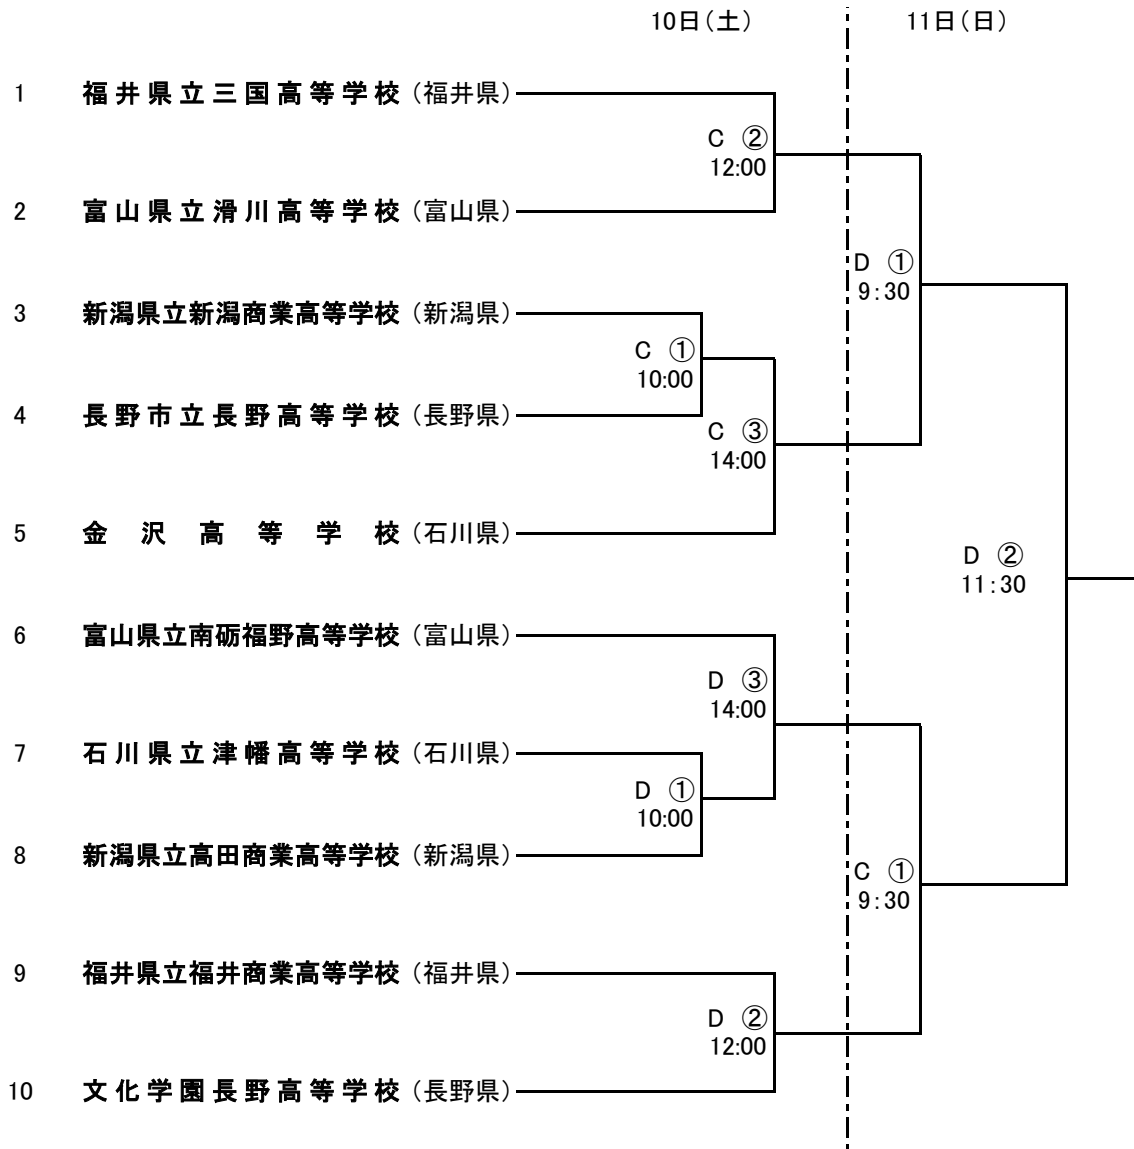 10日(土) 11日(日)
1 福井県立三国高等学校(福井県)
C ②
12:00
2 富山県立滑川高等学校(富山県)
D ①
9:30
3 新潟県立新潟商業高等学校(新潟県)
C ①
10:00
4 長野市立長野高等学校(長野県)
C ③
14:00
5 金沢高等学校(石川県)
D ②
11:30
6 富山県立南砺福野高等学校(富山県)
D ③
14:00
7 石川県立津幡高等学校(石川県)
D ①
10:00
8 新潟県立高田商業高等学校(新潟県)
C ①
9:30
9 福井県立福井商業高等学校(福井県)
D ②
12:00
10 文化学園長野高等学校(長野県)